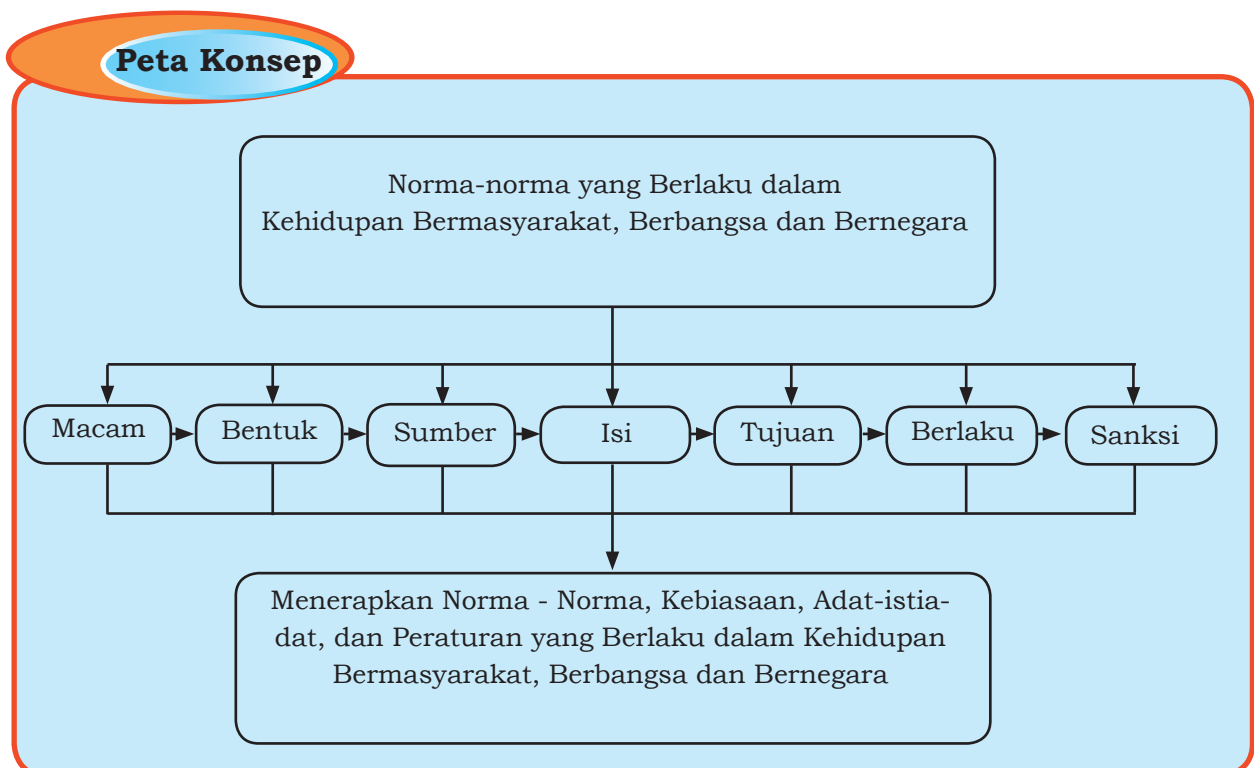 Peta Konsep
Norma-norma yang Berlaku dalam
Kehidupan Bermasyarakat, Berbangsa dan Bernegara
Macam
Bentuk
Sumber
Isi
Tujuan
Berlaku
Sanksi
Menerapkan Norma - Norma, Kebiasaan, Adat-istia-
dat, dan Peraturan yang Berlaku dalam Kehidupan
Bermasyarakat, Berbangsa dan Bernegara